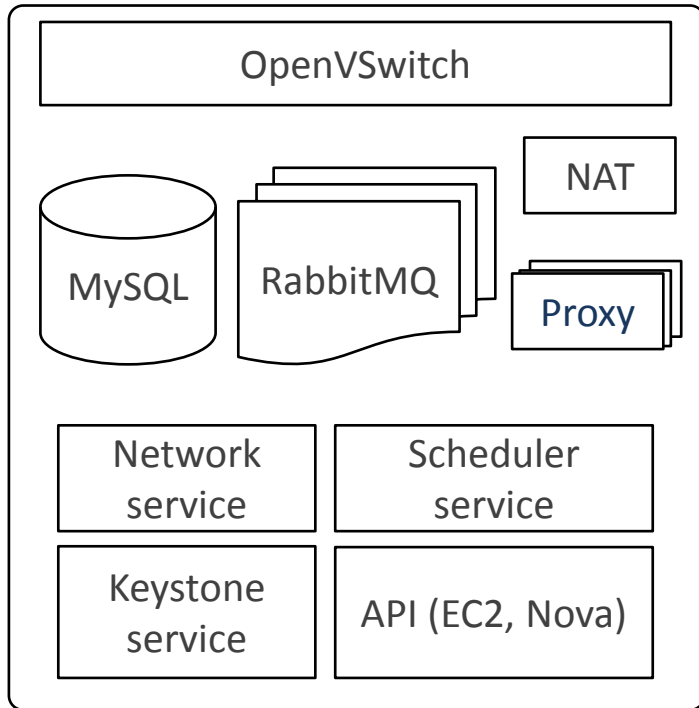 OpenVSwitch
NAT
MySQL
RabbitMQ
Proxy
Network
service
Scheduler
service
Keystone
service
API (EC2, Nova)